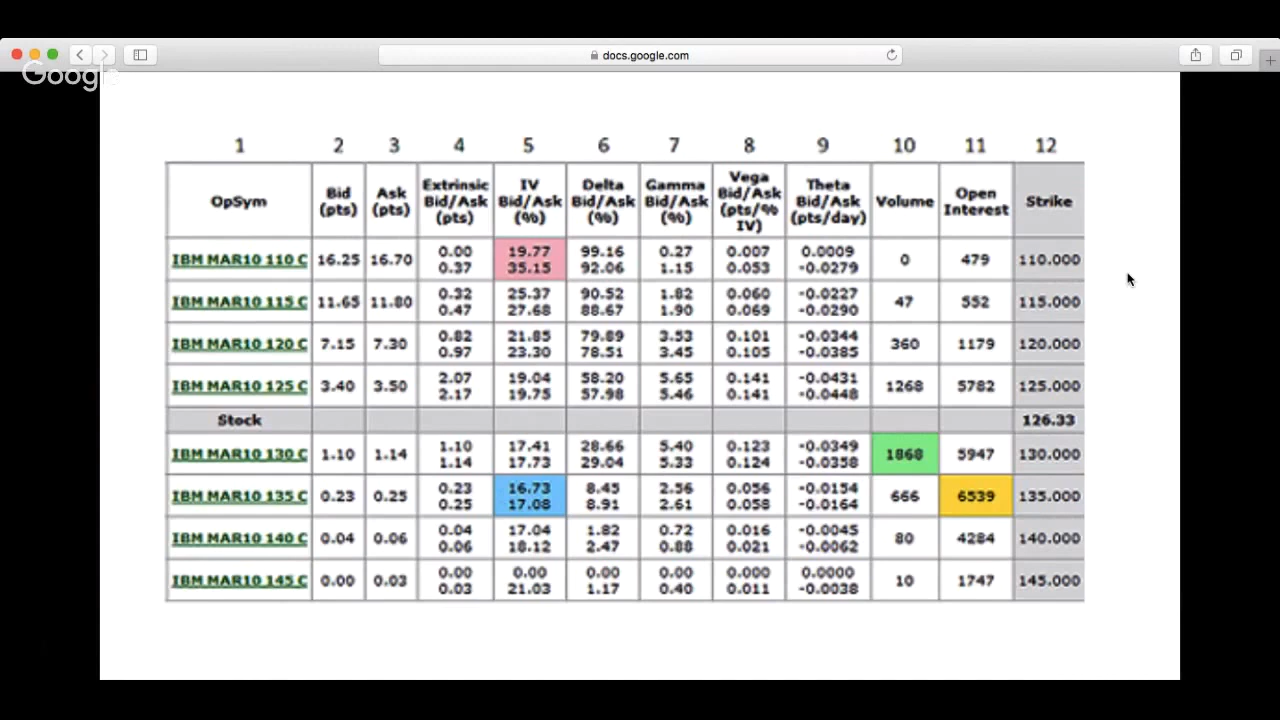 docs.google.com
Google
1 2 3 4 5 6 7 8 9 10 11 12
OpSym Bid (pts) Ask (pts) Extrinsic Bid/Ask (pts) IV Bid/Ask (%) Delta Bid/Ask (%) Gamma Bid/Ask (%) Vega Bid/Ask (pts/% IV) Theta Bid/Ask (pts/day) Volume Open Interest Strike
IBM MAR10 110 C 16.25 16.70 0.00 0.37 19.77 35.15 99.16 92.06 0.27 1.15 0.007 0.053 0.0009 -0.0279 0 479 110.000
IBM MAR10 115 C 11.65 11.80 0.32 0.47 25.37 27.68 90.52 88.67 1.82 1.90 0.060 0.069 -0.0227 -0.0290 47 552 115.000
IBM MAR10 120 C 7.15 7.30 0.82 0.97 21.85 23.30 79.89 78.51 3.53 3.45 0.101 0.105 -0.0344 -0.0385 360 1179 120.000
IBM MAR10 125 C 3.40 3.50 2.07 2.17 19.04 19.75 58.20 57.98 5.65 5.46 0.141 0.141 -0.0431 -0.0448 1268 5782 125.000
Stock 126.33
IBM MAR10 130 C 1.10 1.14 1.10 1.14 17.41 17.73 28.66 29.04 5.40 5.33 0.123 0.124 -0.0349 -0.0358 1868 5947 130.000
IBM MAR10 135 C 0.23 0.25 0.23 0.25 16.73 17.08 8.45 8.91 2.56 2.61 0.056 0.058 -0.0154 -0.0164 666 6539 135.000
IBM MAR10 140 C 0.04 0.06 0.04 0.06 17.04 18.12 1.82 2.47 0.72 0.88 0.016 0.021 -0.0045 -0.0062 80 4284 140.000
IBM MAR10 145 C 0.00 0.03 0.00 0.03 0.00 21.03 0.00 1.17 0.00 0.40 0.000 0.011 0.0000 -0.0038 10 1747 145.000